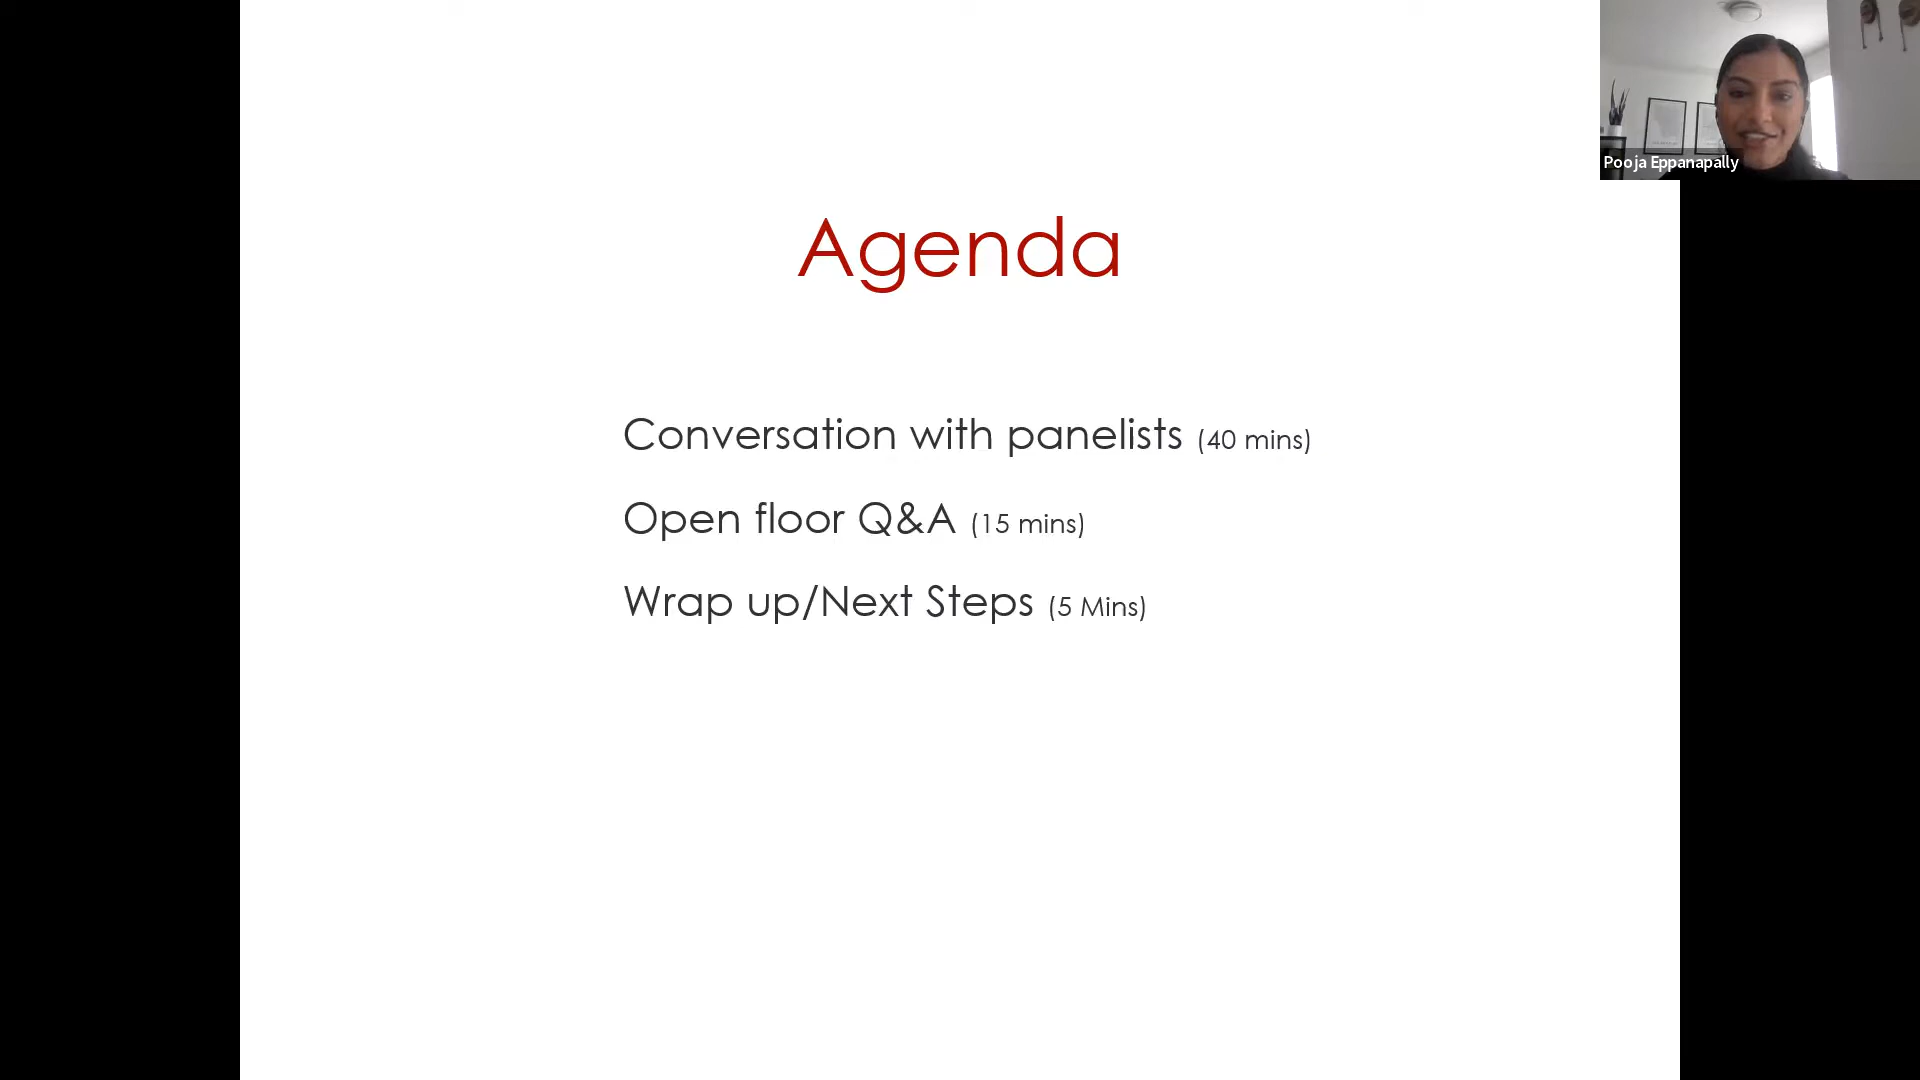 Agenda
Conversation with panelists (40 mins)
Open floor Q&A (15 mins)
Wrap up/Next Steps (5 Mins)
Pooja Eppanapally